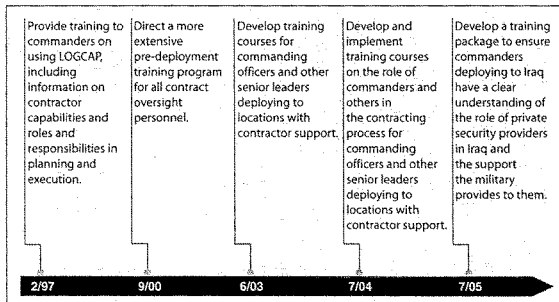 Provide training to
commanders on
using LOGCAP,
including
information on
contractor
capabilities and
roles and
responsibilities in
planning and
execution.
Direct a more
extensive
pre-deployment
training program
for all contract
oversight
personnel.
Develop training
courses for
commanding
officers and other
senior leaders
deploying to
locations with
contractor support.
Develop and
implement
training courses
on the role of
commanders and
others in
the contracting
process for
commanding
officers and other
senior leaders
deploying to
locations with
contractor support.
Develop a training
package to ensure
commanders
deploying to Iraq
have a clear
understanding of
the role of private
security providers
in Iraq and
the support
the military
provides to them.
2/97
9/00
6/03
7/04
7/05